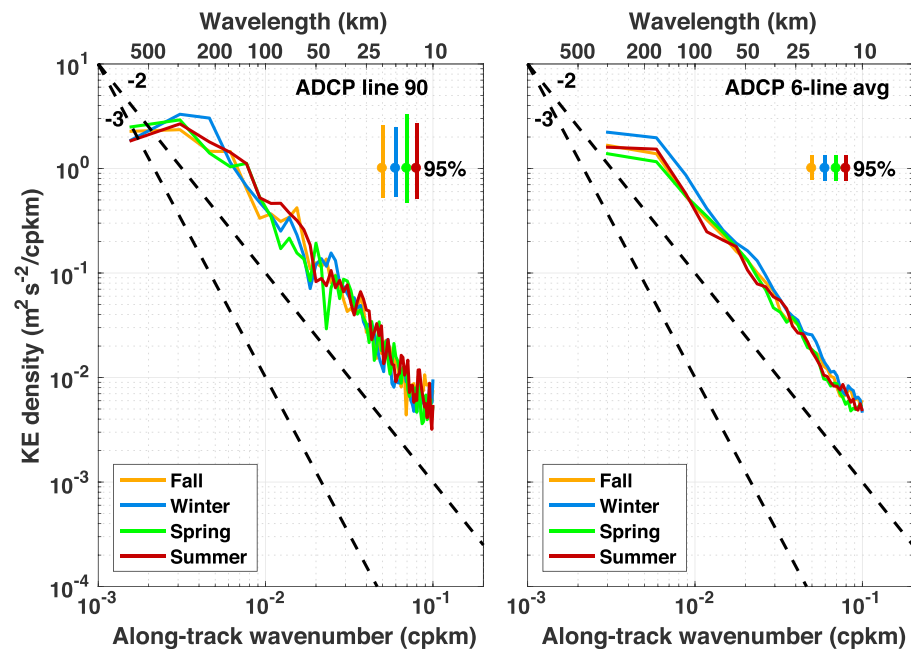 Wavelength (km)
500 200 100 50 25 10
10^1
10^0
10^-1
10^-2
10^-3
10^-4
KE density (m^2 s^-2/cpkm)
-2
-3
ADCP line 90
95%
Fall
Winter
Spring
Summer
10^-3 10^-2 10^-1
Along-track wavenumber (cpkm)
Wavelength (km)
500 200 100 50 25 10
-2
-3
ADCP 6-line avg
95%
Fall
Winter
Spring
Summer
10^-3 10^-2 10^-1
Along-track wavenumber (cpkm)